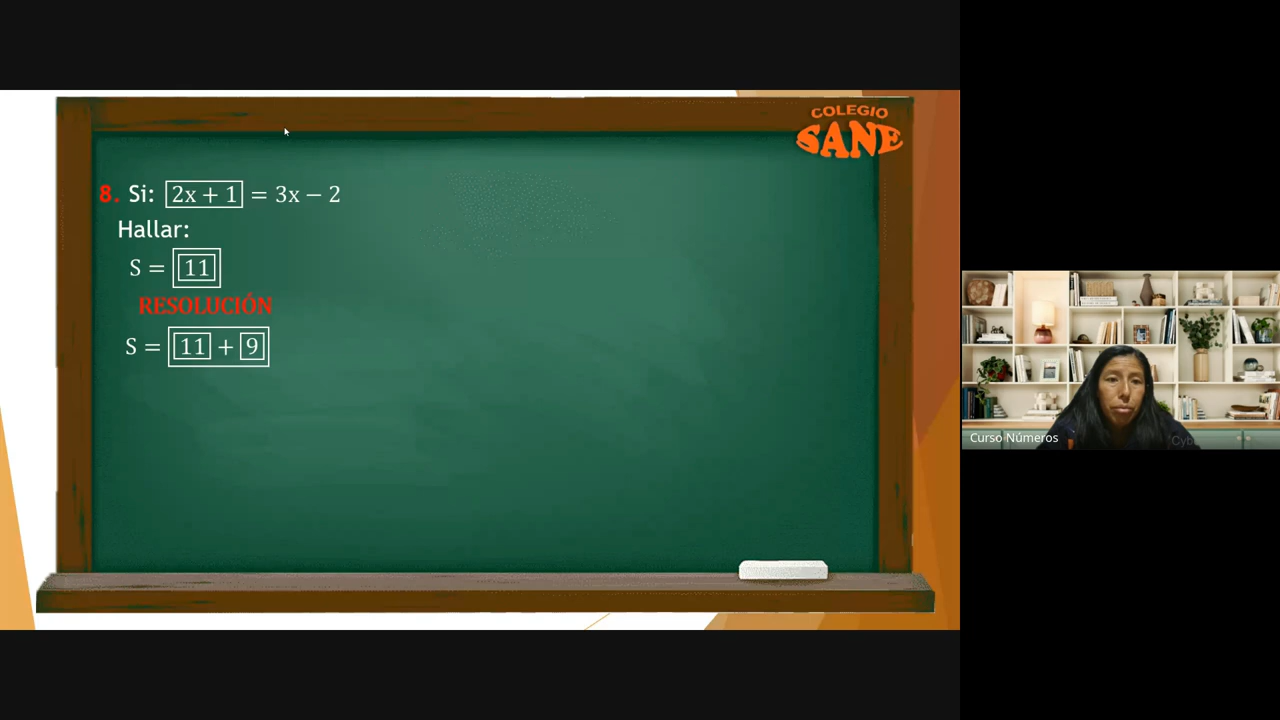 COLEGIO
SANE
8. Si: 2x + 1 = 3x − 2
Hallar:
S = 11
RESOLUCIÓN
S = 11 + 9
Curso Números